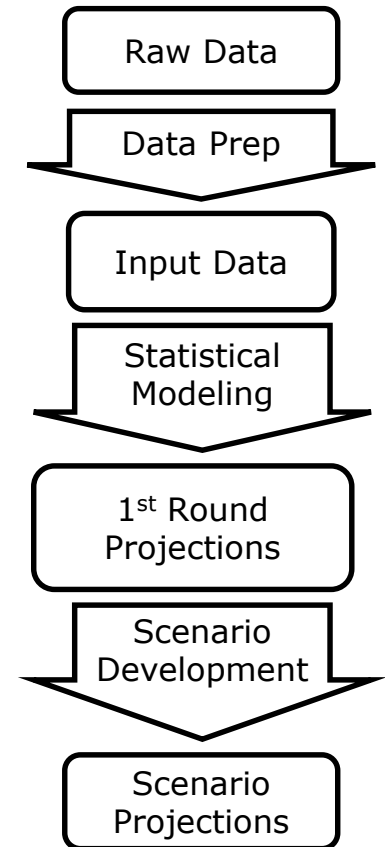 Raw Data
Data Prep
Input Data
Statistical
Modeling
1st Round
Projections
Scenario
Development
Scenario
Projections